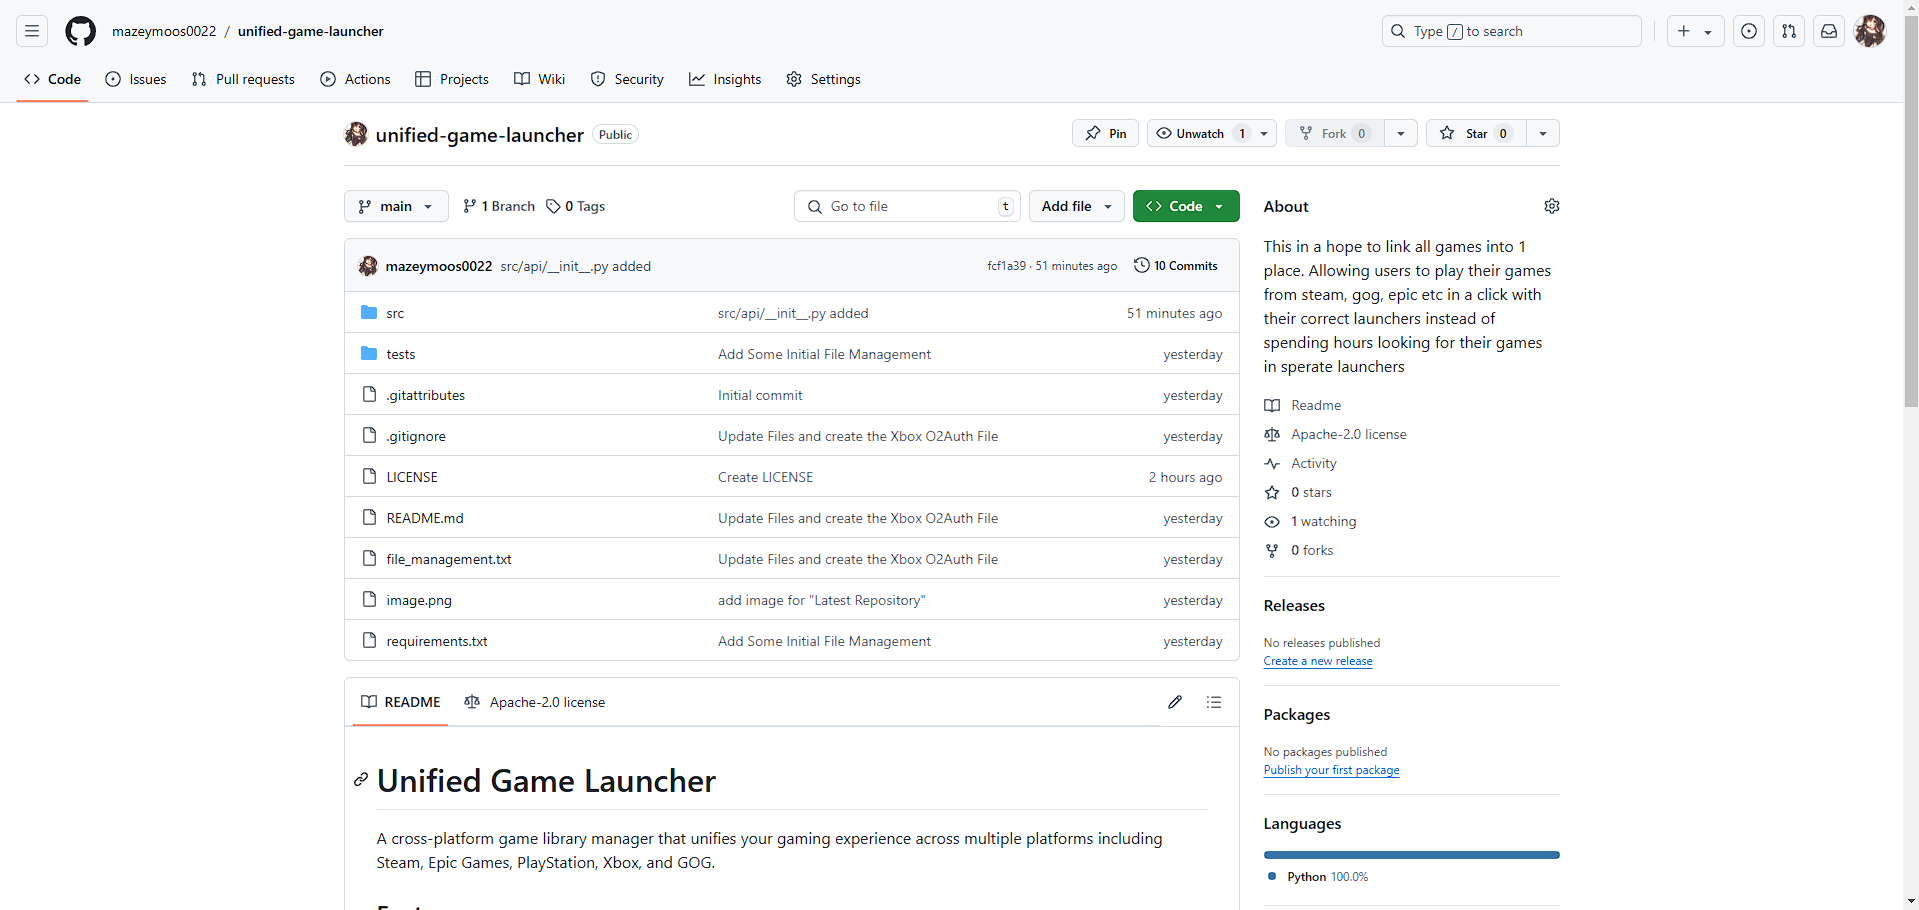 mazeymoos0022 / unified-game-launcher
Type / to search
Code Issues Pull requests Actions Projects Wiki Security Insights Settings
unified-game-launcher Public
Pin Unwatch 1 Fork 0 Star 0
main 1 Branch 0 Tags Go to file t Add file Code
mazeymoos0022 src/api/__init__.py added fcf1a39 · 51 minutes ago 10 Commits
src src/api/__init__.py added 51 minutes ago
tests Add Some Initial File Management yesterday
.gitattributes Initial commit yesterday
.gitignore Update Files and create the Xbox O2Auth File yesterday
LICENSE Create LICENSE 2 hours ago
README.md Update Files and create the Xbox O2Auth File yesterday
file_management.txt Update Files and create the Xbox O2Auth File yesterday
image.png add image for "Latest Repository" yesterday
requirements.txt Add Some Initial File Management yesterday
README Apache-2.0 license
Unified Game Launcher
A cross-platform game library manager that unifies your gaming experience across multiple platforms including
Steam, Epic Games, PlayStation, Xbox, and GOG.
About
This in a hope to link all games into 1
place. Allowing users to play their games
from steam, gog, epic etc in a click with
their correct launchers instead of
spending hours looking for their games
in sperate launchers
Readme
Apache-2.0 license
Activity
0 stars
1 watching
0 forks
Releases
No releases published
Create a new release
Packages
No packages published
Publish your first package
Languages
Python 100.0%